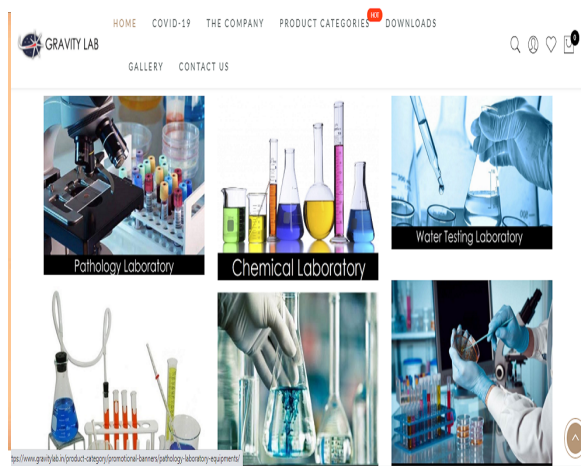 HOME COVID-19 THE COMPANY PRODUCT CATEGORIES HOT DOWNLOADS
GRAVITY LAB
0
GALLERY CONTACT US
Pathology Laboratory
Chemical Laboratory
Water Testing Laboratory
tps://www.gravitylab.in/product-category/promotional-banners/pathology-laboratory-equipments/